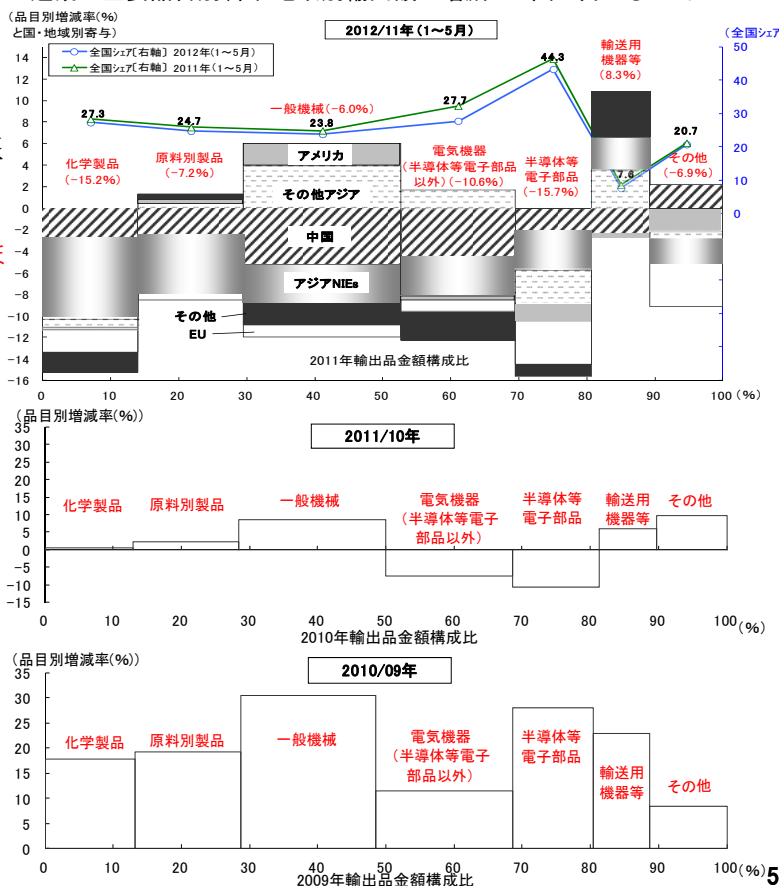 (品目別増減率(%)
と国・地域別寄与)
2012/11年(1~5月)
(全国シェア
全国シェア[右軸] 2012年(1~5月)
全国シェア[右軸] 2011年(1~5月)
14
12
10
8
6
4
2
0
-2
-4
-6
-8
-10
-12
-14
-16
50
40
30
20
10
0
27.3
24.7
23.8
27.7
44.3
7.6
20.7
化学製品
(-15.2%)
原料別製品
(-7.2%)
一般機械(-6.0%)
電気機器
(半導体等電子部品
以外)(-10.6%)
半導体等
電子部品
(-15.7%)
輸送用
機器等
(8.3%)
その他
(-6.9%)
アメリカ
その他アジア
中国
アジアNIEs
その他
EU
2011年輸出品金額構成比
0 10 20 30 40 50 60 70 80 90 100 (%)
(品目別増減率(%))
2011/10年
35
30
25
20
15
10
5
0
-5
-10
-15
化学製品
原料別製品
一般機械
電気機器
(半導体等電子
部品以外)
半導体等
電子部品
輸送用
機器等
その他
0 10 20 30 40 50 60 70 80 90 100 (%)
2010年輸出品金額構成比
(品目別増減率(%))
2010/09年
35
30
25
20
15
10
5
0
化学製品
原料別製品
一般機械
電気機器
(半導体等電子
部品以外)
半導体等
電子部品
輸送用
機器等
その他
0 10 20 30 40 50 60 70 80 90 100 (%)
2009年輸出品金額構成比
5